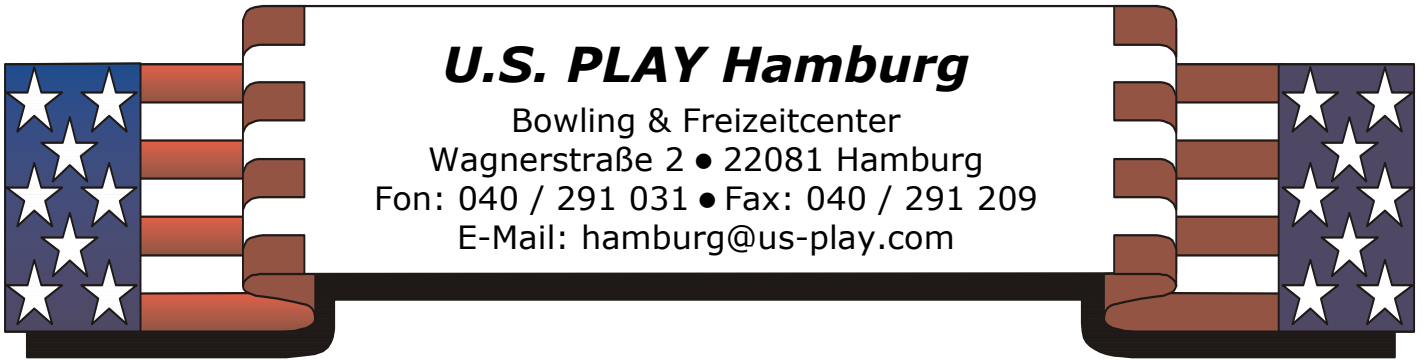 U.S. PLAY Hamburg
Bowling & Freizeitcenter
Wagnerstraße 2 ● 22081 Hamburg
Fon: 040 / 291 031 ● Fax: 040 / 291 209
E-Mail: hamburg@us-play.com